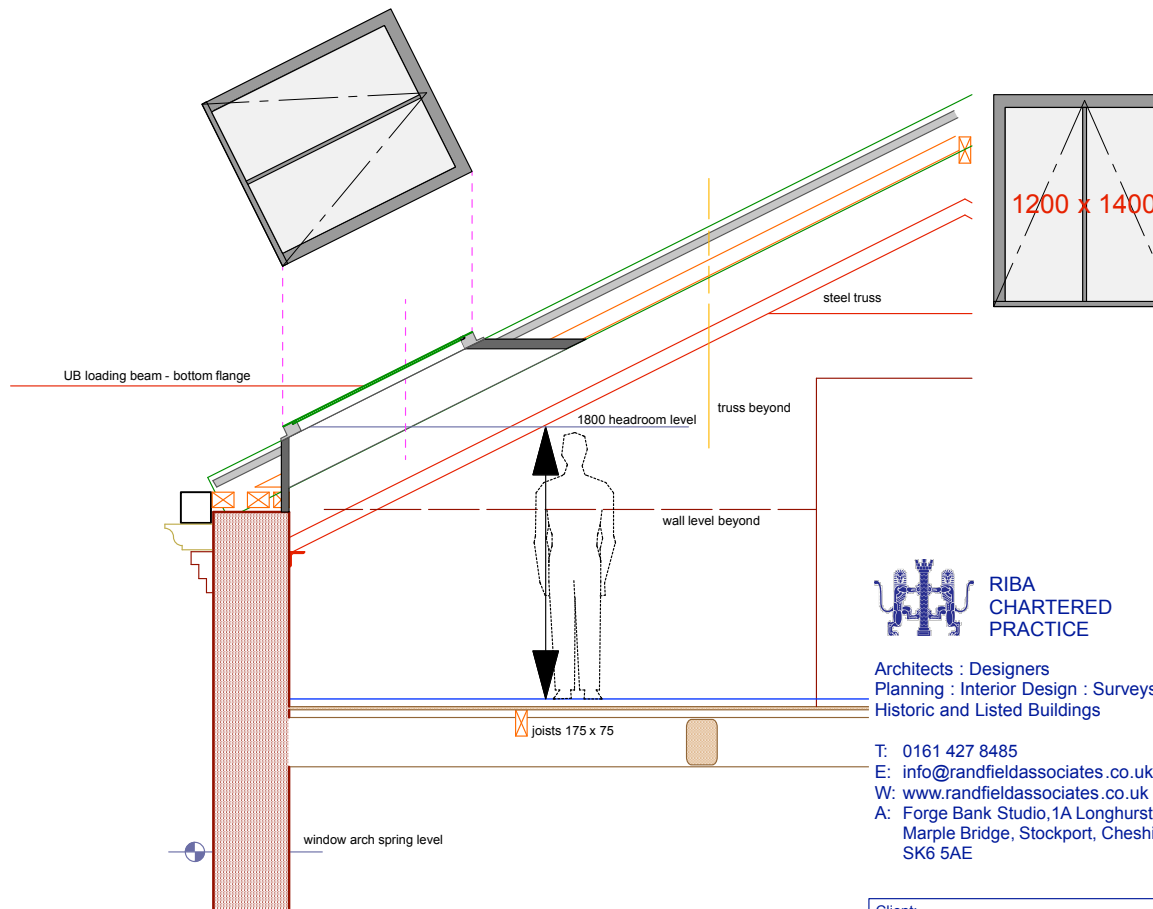 1200 x 1400
steel truss
UB loading beam - bottom flange
truss beyond
1800 headroom level
wall level beyond
RIBA
CHARTERED
PRACTICE
Architects : Designers
Planning : Interior Design : Surveys
Historic and Listed Buildings
joists 175 x 75
T: 0161 427 8485
E: info@randfieldassociates.co.uk
W: www.randfieldassociates.co.uk
A: Forge Bank Studio,1A Longhurst
Marple Bridge, Stockport, Cheshi
SK6 5AE
window arch spring level
Client: